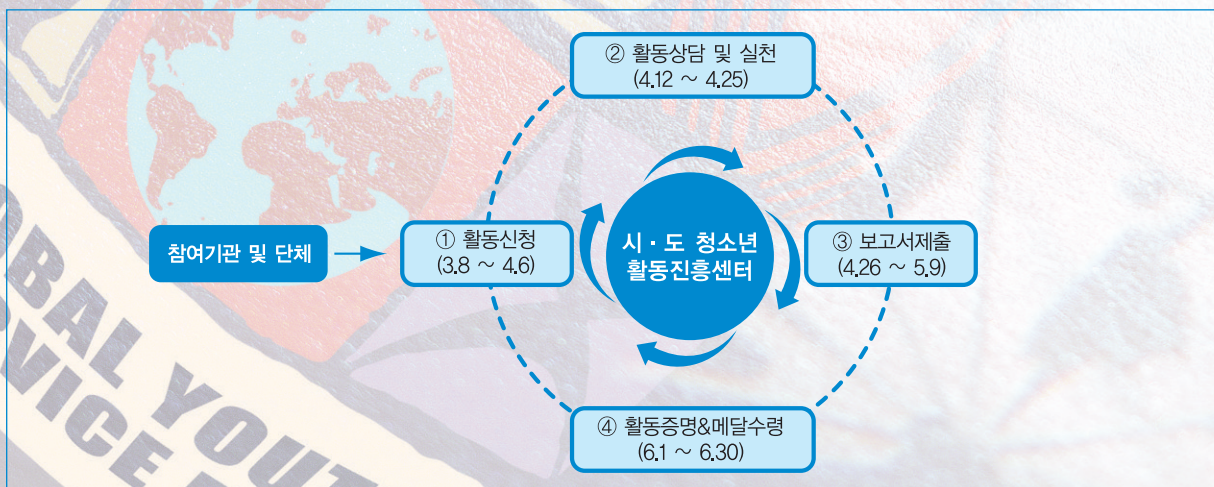 ② 활동상담 및 실천
(4.12 ~ 4.25)
참여기관 및 단체
① 활동신청
(3.8 ~ 4.6)
시·도 청소년
활동진흥센터
③ 보고서제출
(4.26 ~ 5.9)
④ 활동증명&메달수령
(6.1 ~ 6.30)
OBAL YOUT
RVICE